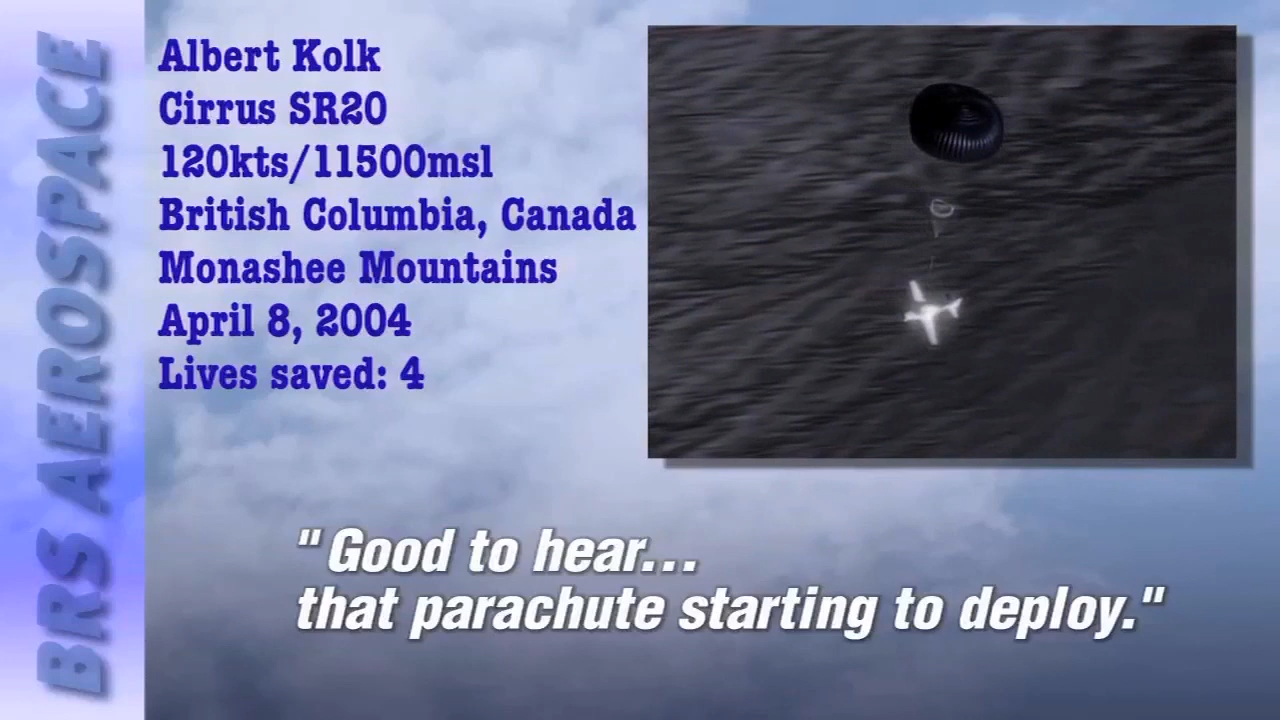 BRS AEROSPACE
Albert Kolk
Cirrus SR20
120kts/11500msl
British Columbia, Canada
Monashee Mountains
April 8, 2004
Lives saved: 4
"Good to hear...
that parachute starting to deploy."